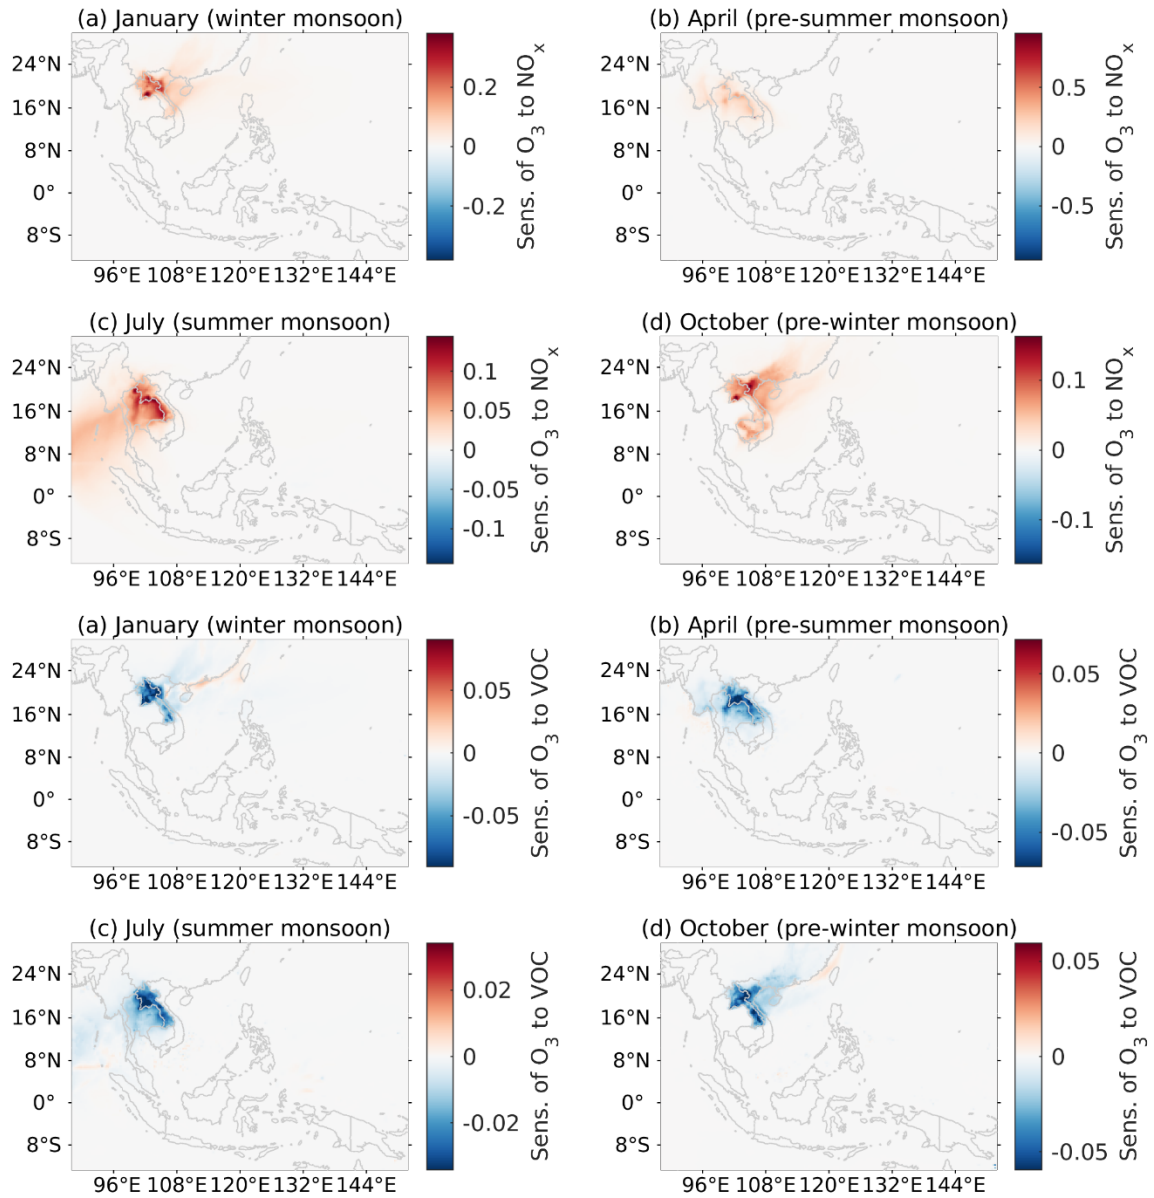 (a) January (winter monsoon)
24°N
16°N
8°N
0°
8°S
96°E 108°E 120°E 132°E 144°E
0.2
0
-0.2
Sens. of O3 to NOx
(b) April (pre-summer monsoon)
24°N
16°N
8°N
0°
8°S
96°E 108°E 120°E 132°E 144°E
0.5
0
-0.5
Sens. of O3 to NOx
(c) July (summer monsoon)
24°N
16°N
8°N
0°
8°S
96°E 108°E 120°E 132°E 144°E
0.1
0.05
0
-0.05
-0.1
Sens. of O3 to NOx
(d) October (pre-winter monsoon)
24°N
16°N
8°N
0°
8°S
96°E 108°E 120°E 132°E 144°E
0.1
0
-0.1
Sens. of O3 to NOx
(a) January (winter monsoon)
24°N
16°N
8°N
0°
8°S
96°E 108°E 120°E 132°E 144°E
0.05
0
-0.05
Sens. of O3 to VOC
(b) April (pre-summer monsoon)
24°N
16°N
8°N
0°
8°S
96°E 108°E 120°E 132°E 144°E
0.05
0
-0.05
Sens. of O3 to VOC
(c) July (summer monsoon)
24°N
16°N
8°N
0°
8°S
96°E 108°E 120°E 132°E 144°E
0.02
0
-0.02
Sens. of O3 to VOC
(d) October (pre-winter monsoon)
24°N
16°N
8°N
0°
8°S
96°E 108°E 120°E 132°E 144°E
0.05
0
-0.05
Sens. of O3 to VOC